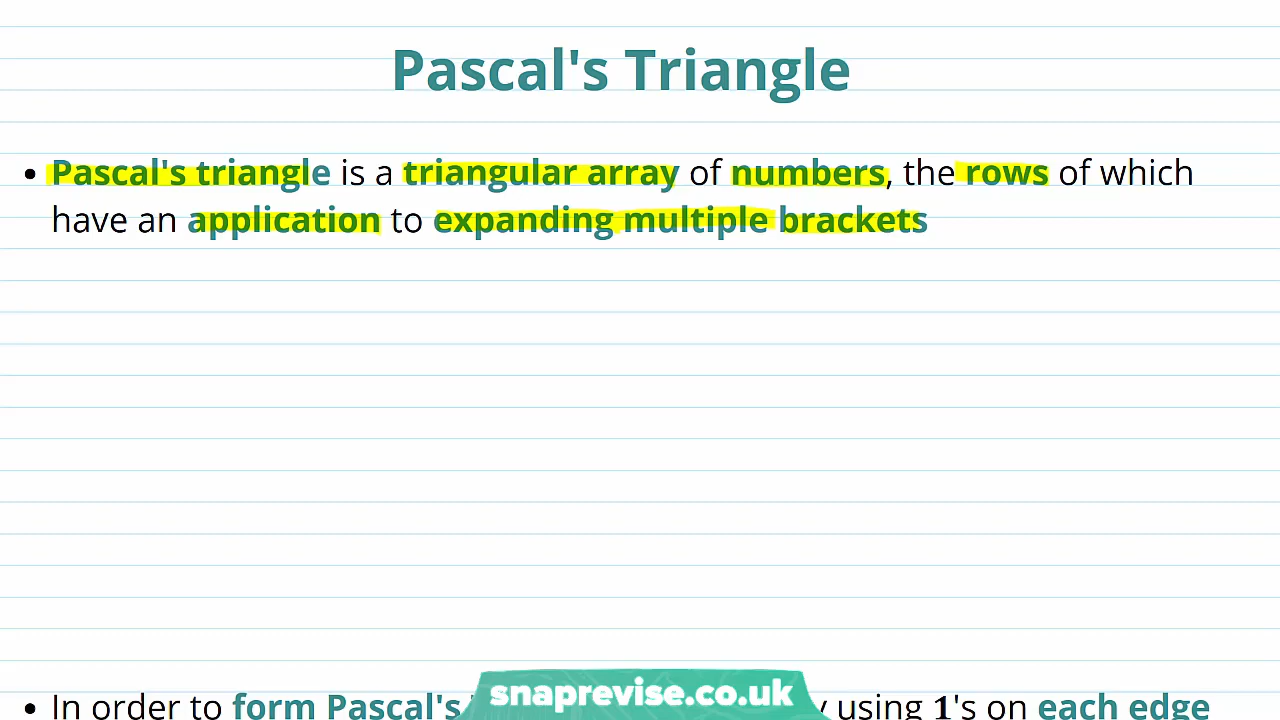 Pascal's Triangle
• Pascal's triangle is a triangular array of numbers, the rows of which
have an application to expanding multiple brackets
• In order to form Pascal's using 1's on each edge
snaprevise.co.uk